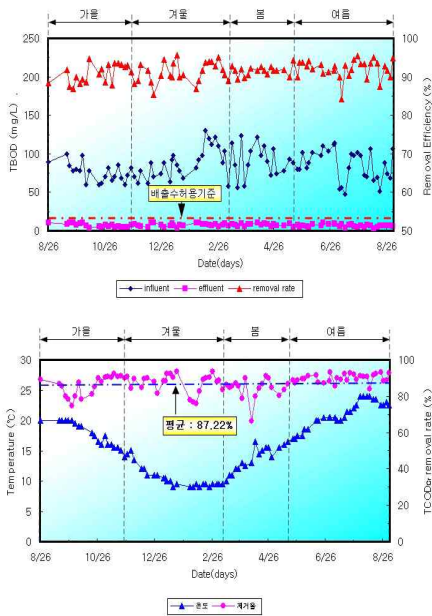 가을 겨울 봄 여름
250 100
200 90
150 80
100 70
50 60
0 50
TBOD (mg/L)
Removal Efficiency (%)
배출수허용기준
8/26 10/26 12/26 2/26 4/26 6/26 8/26
Date(days)
influent effluent removal rate
가을 겨울 봄 여름
30 100
25 80
20 60
15
10 40
5 20
0 0
Temperature (℃)
TCODcr removal rate (%)
평균 : 87,22%
8/26 10/26 12/26 2/26 4/26 6/26 8/26
Date(days)
온도 제거율